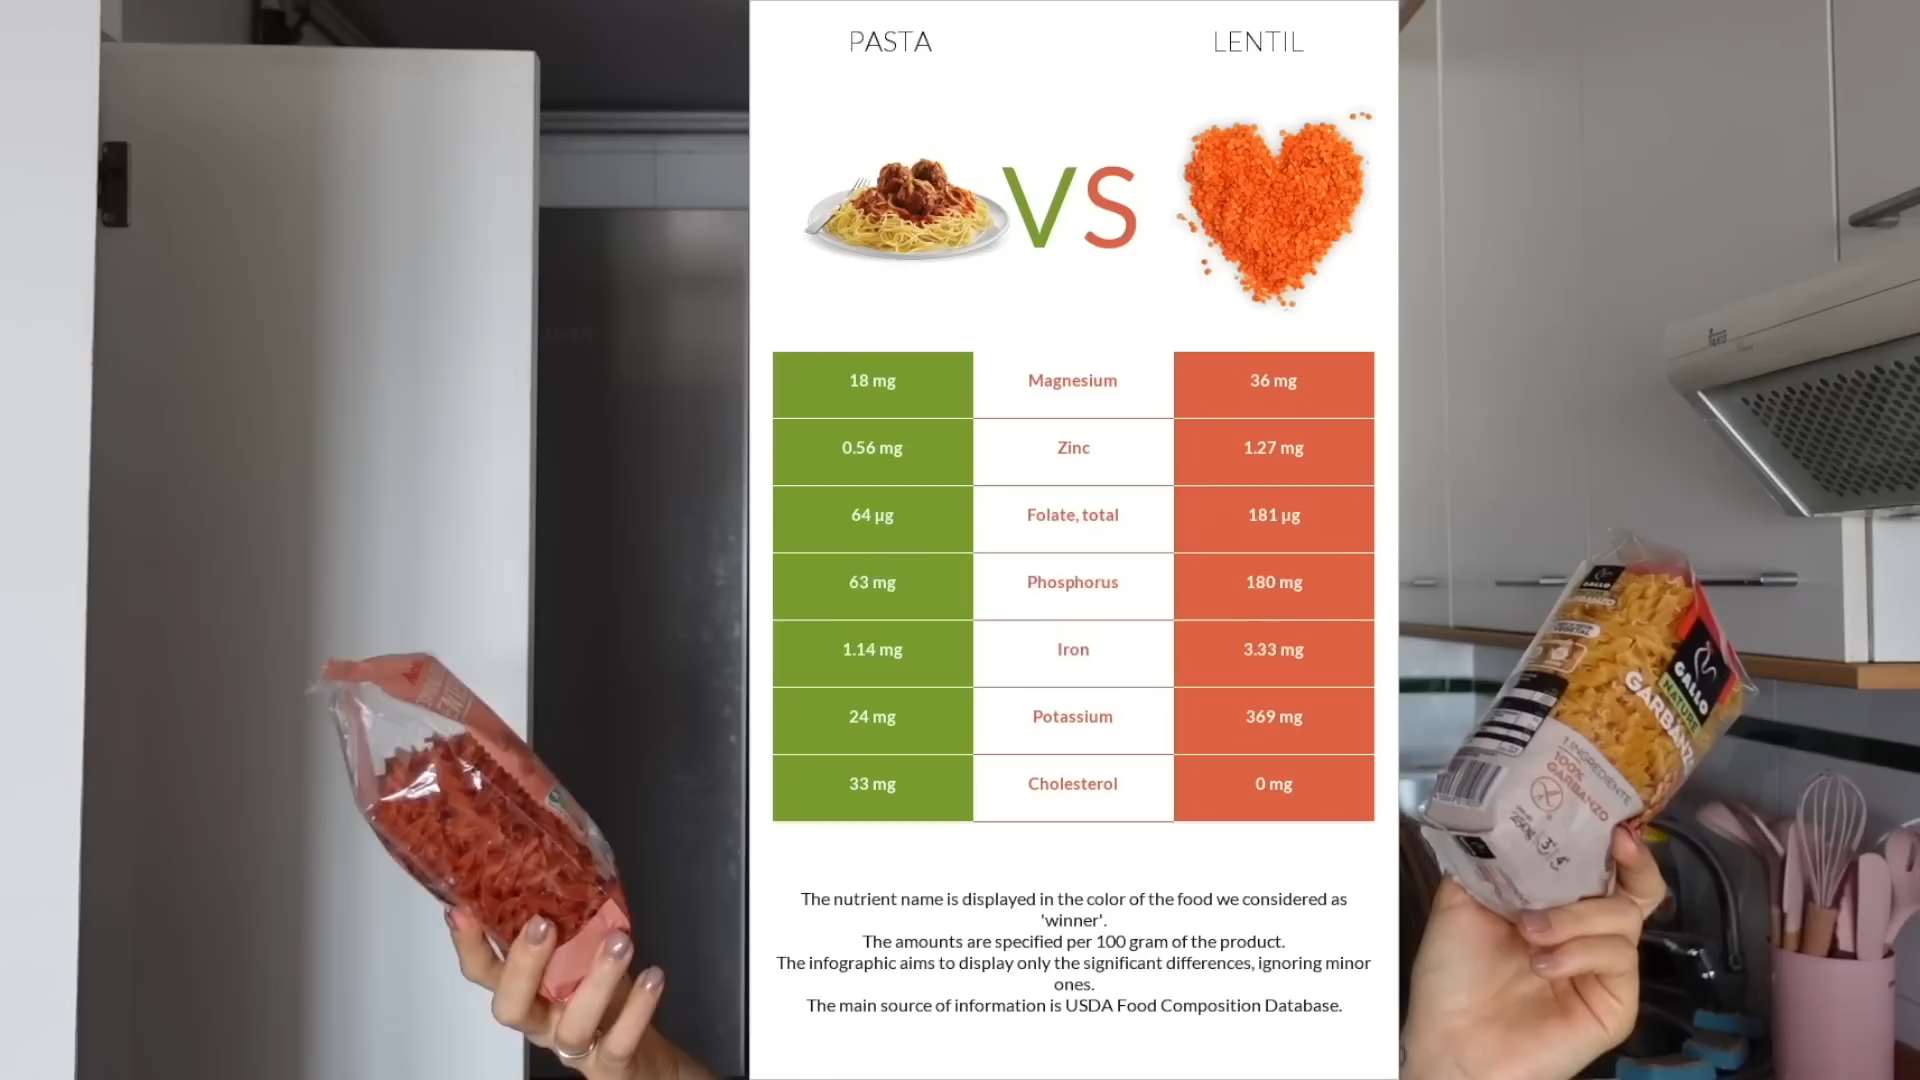 PASTA
LENTIL
VS
18 mg
Magnesium
36 mg
0.56 mg
Zinc
1.27 mg
64 µg
Folate, total
181 µg
63 mg
Phosphorus
180 mg
1.14 mg
Iron
3.33 mg
24 mg
Potassium
369 mg
33 mg
Cholesterol
0 mg
The nutrient name is displayed in the color of the food we considered as
'winner'.
The amounts are specified per 100 gram of the product.
The infographic aims to display only the significant differences, ignoring minor
ones.
The main source of information is USDA Food Composition Database.
GALLO
VEGETAL
GALLO
NATURE
GARBANZO
1 INGREDIENTE
100%
GARBANZO
250g